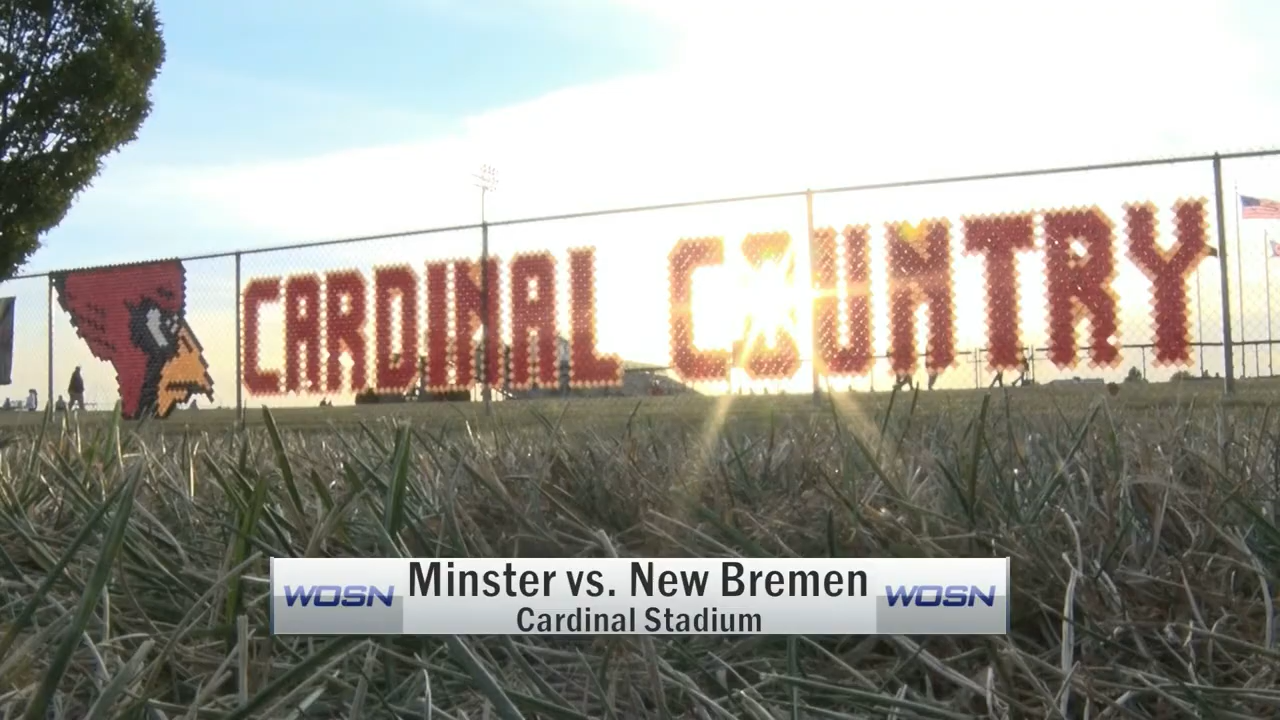 CARDINAL COUNTRY
WOSN Minster vs. New Bremen WOSN
Cardinal Stadium